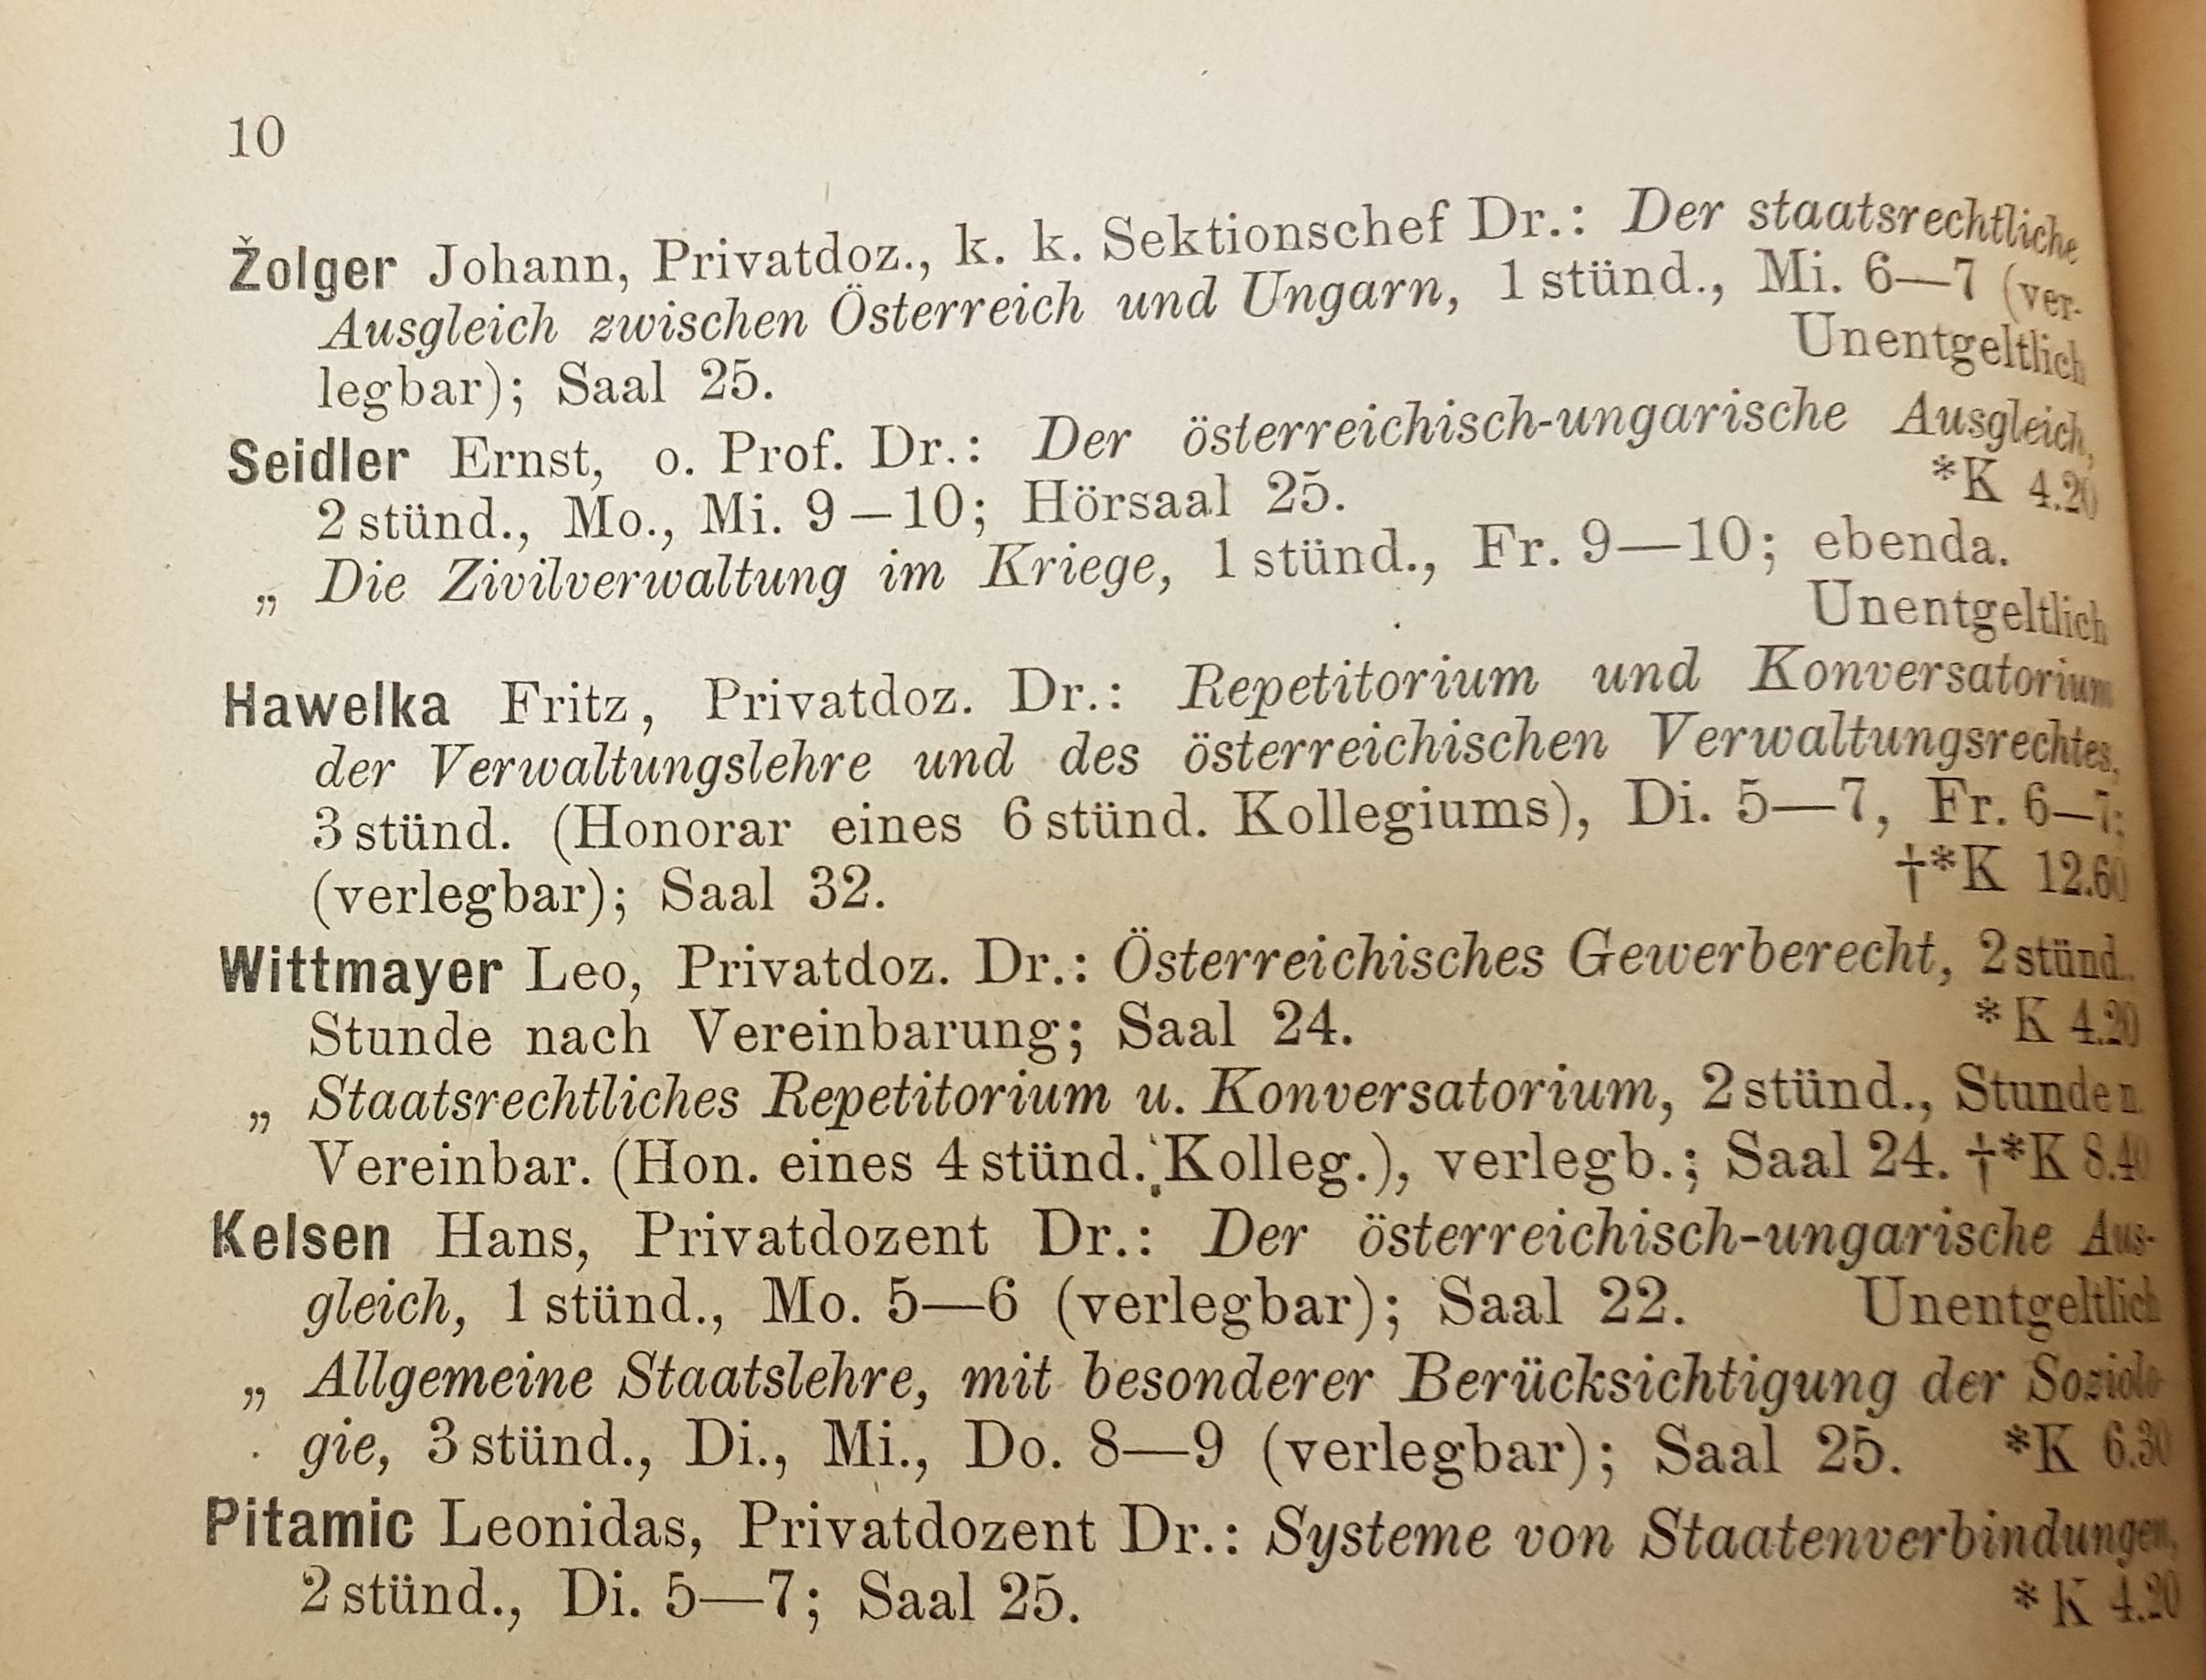 10
Žolger Johann, Privatdoz., k. k. Sektionschef Dr.: Der staatsrechtliche
Ausgleich zwischen Österreich und Ungarn, 1 stünd., Mi. 6—7 (ver-
legbar); Saal 25. Unentgeltlich
Seidler Ernst, o. Prof. Dr.: Der österreichisch-ungarische Ausgleich,
2 stünd., Mo., Mi. 9—10; Hörsaal 25. *K 4.20
„ Die Zivilverwaltung im Kriege, 1 stünd., Fr. 9—10; ebenda.
Unentgeltlich
Hawelka Fritz, Privatdoz. Dr.: Repetitorium und Konversatorium
der Verwaltungslehre und des österreichischen Verwaltungsrechtes,
3 stünd. (Honorar eines 6 stünd. Kollegiums), Di. 5—7, Fr. 6—7;
(verlegbar); Saal 32. †*K 12.60
Wittmayer Leo, Privatdoz. Dr.: Österreichisches Gewerberecht, 2 stünd.
Stunde nach Vereinbarung; Saal 24. *K 4.20
„ Staatsrechtliches Repetitorium u. Konversatorium, 2 stünd., Stunde n.
Vereinbar. (Hon. eines 4 stünd. Kolleg.), verlegb.; Saal 24. †*K 8.40
Kelsen Hans, Privatdozent Dr.: Der österreichisch-ungarische Aus-
gleich, 1 stünd., Mo. 5—6 (verlegbar); Saal 22. Unentgeltlich
„ Allgemeine Staatslehre, mit besonderer Berücksichtigung der Soziolo-
gie, 3 stünd., Di., Mi., Do. 8—9 (verlegbar); Saal 25. *K 6.30
Pitamic Leonidas, Privatdozent Dr.: Systeme von Staatenverbindungen,
2 stünd., Di. 5—7; Saal 25. *K 4.20